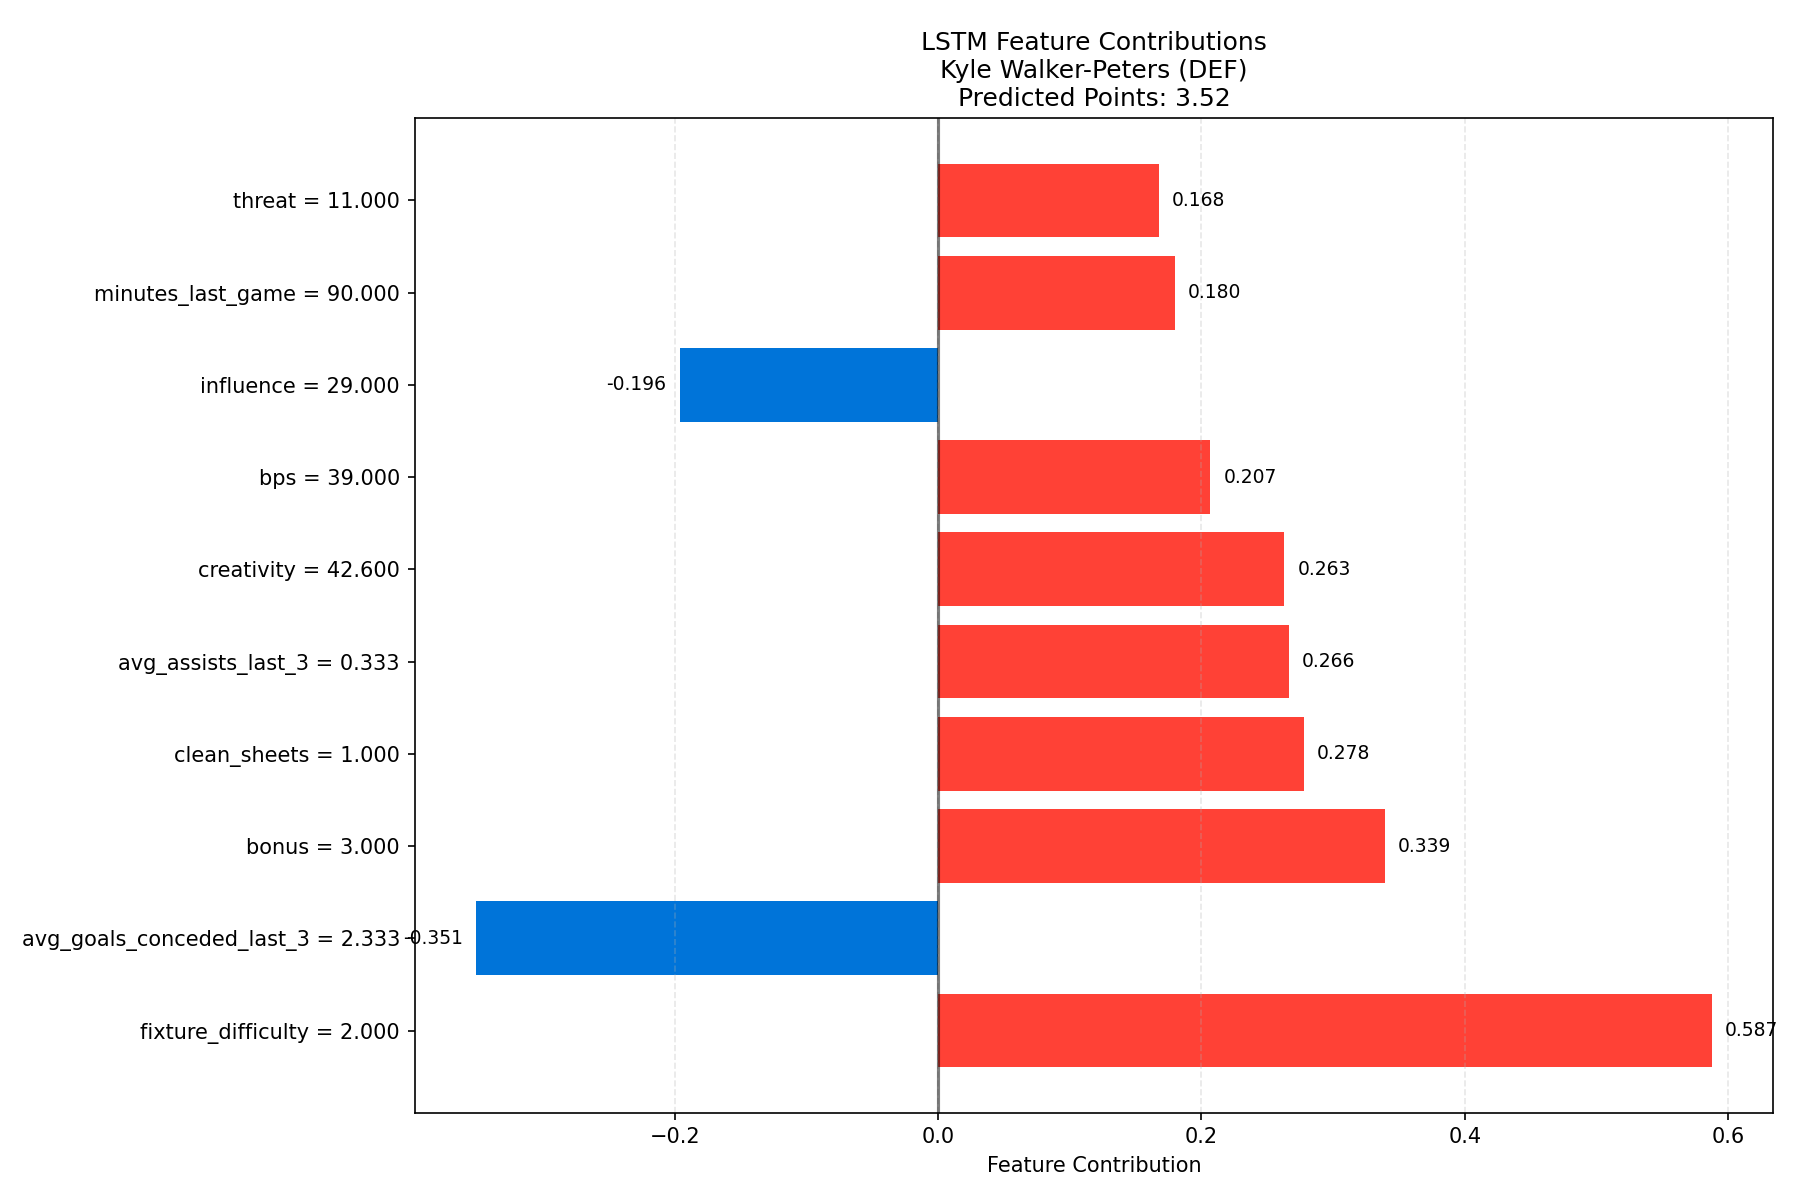 LSTM Feature Contributions
Kyle Walker-Peters (DEF)
Predicted Points: 3.52
threat = 11.000 0.168
minutes_last_game = 90.000 0.180
influence = 29.000 -0.196
bps = 39.000 0.207
creativity = 42.600 0.263
avg_assists_last_3 = 0.333 0.266
clean_sheets = 1.000 0.278
bonus = 3.000 0.339
avg_goals_conceded_last_3 = 2.333 -0.351
fixture_difficulty = 2.000 0.587
−0.2 0.0 0.2 0.4 0.6
Feature Contribution